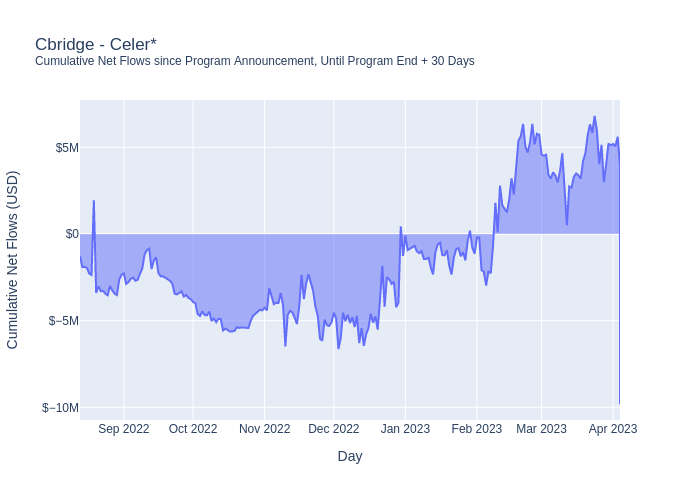 Cbridge - Celer*
Cumulative Net Flows since Program Announcement, Until Program End + 30 Days
Cumulative Net Flows (USD)
$5M
$0
$−5M
$−10M
Sep 2022
Oct 2022
Nov 2022
Dec 2022
Jan 2023
Feb 2023
Mar 2023
Apr 2023
Day